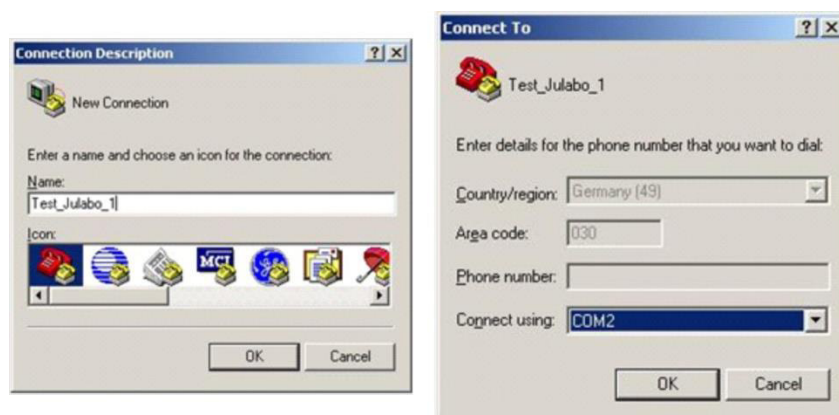 Connection Description
New Connection
Enter a name and choose an icon for the connection:
Name:
Test_Julabo_1
Icon:
MCI
OK Cancel
Connect To
Test_Julabo_1
Enter details for the phone number that you want to dial:
Country/region: Germany (49)
Area code: 030
Phone number:
Connect using: COM2
OK Cancel